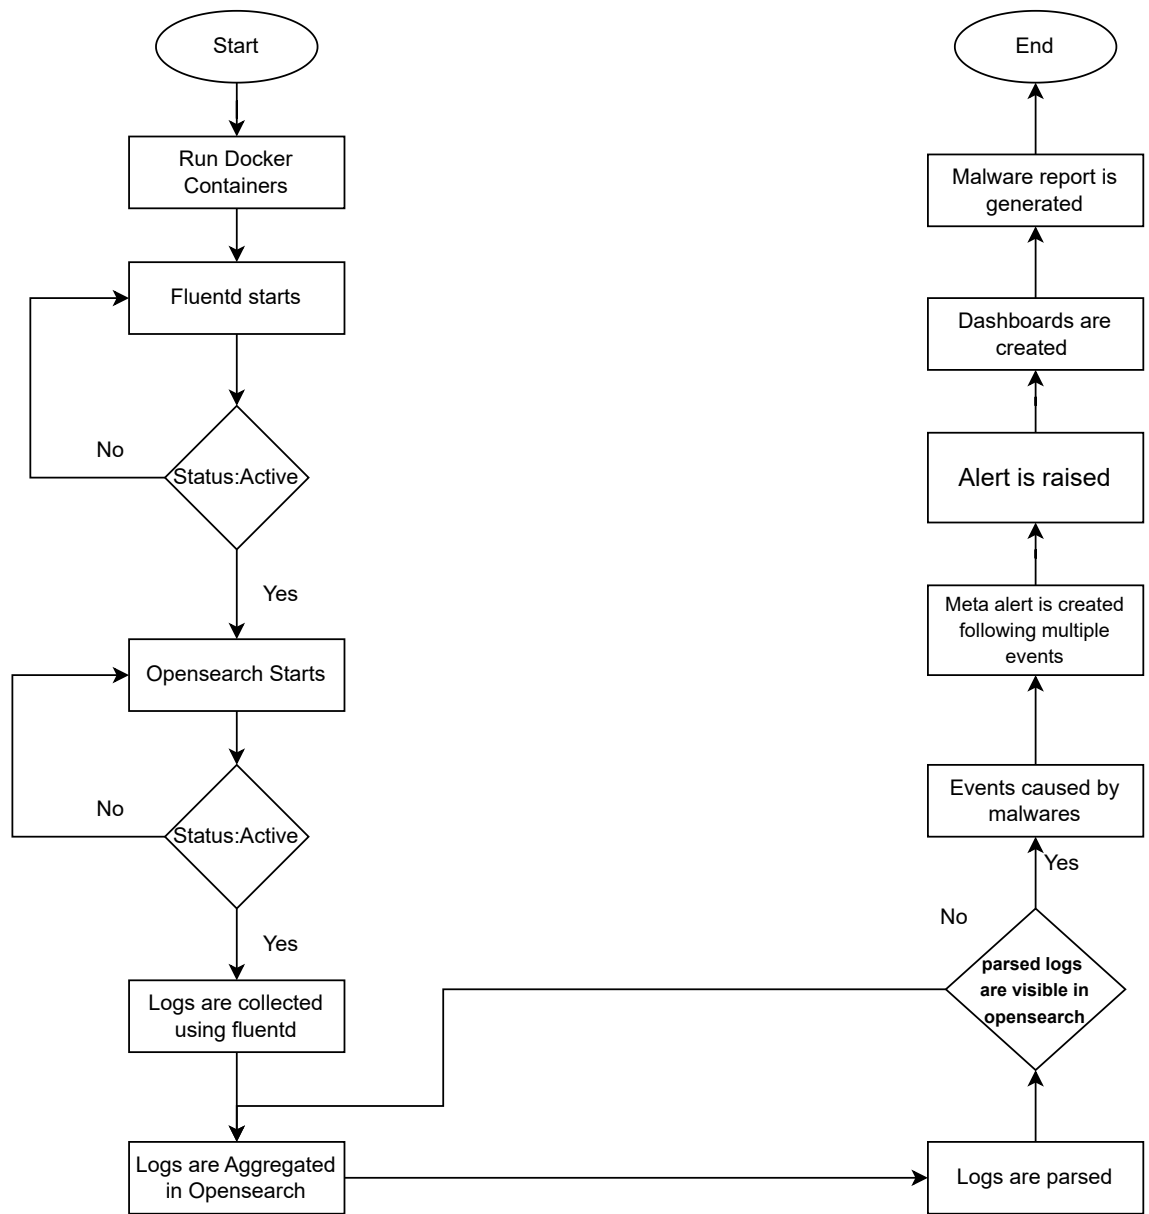 Start
Run Docker
Containers
Fluentd starts
No
Status:Active
Yes
Opensearch Starts
No
Status:Active
Yes
Logs are collected
using fluentd
Logs are Aggregated
in Opensearch
Logs are parsed
parsed logs
are visible in
opensearch
No
Yes
Events caused by
malwares
Meta alert is created
following multiple
events
Alert is raised
Dashboards are
created
Malware report is
generated
End